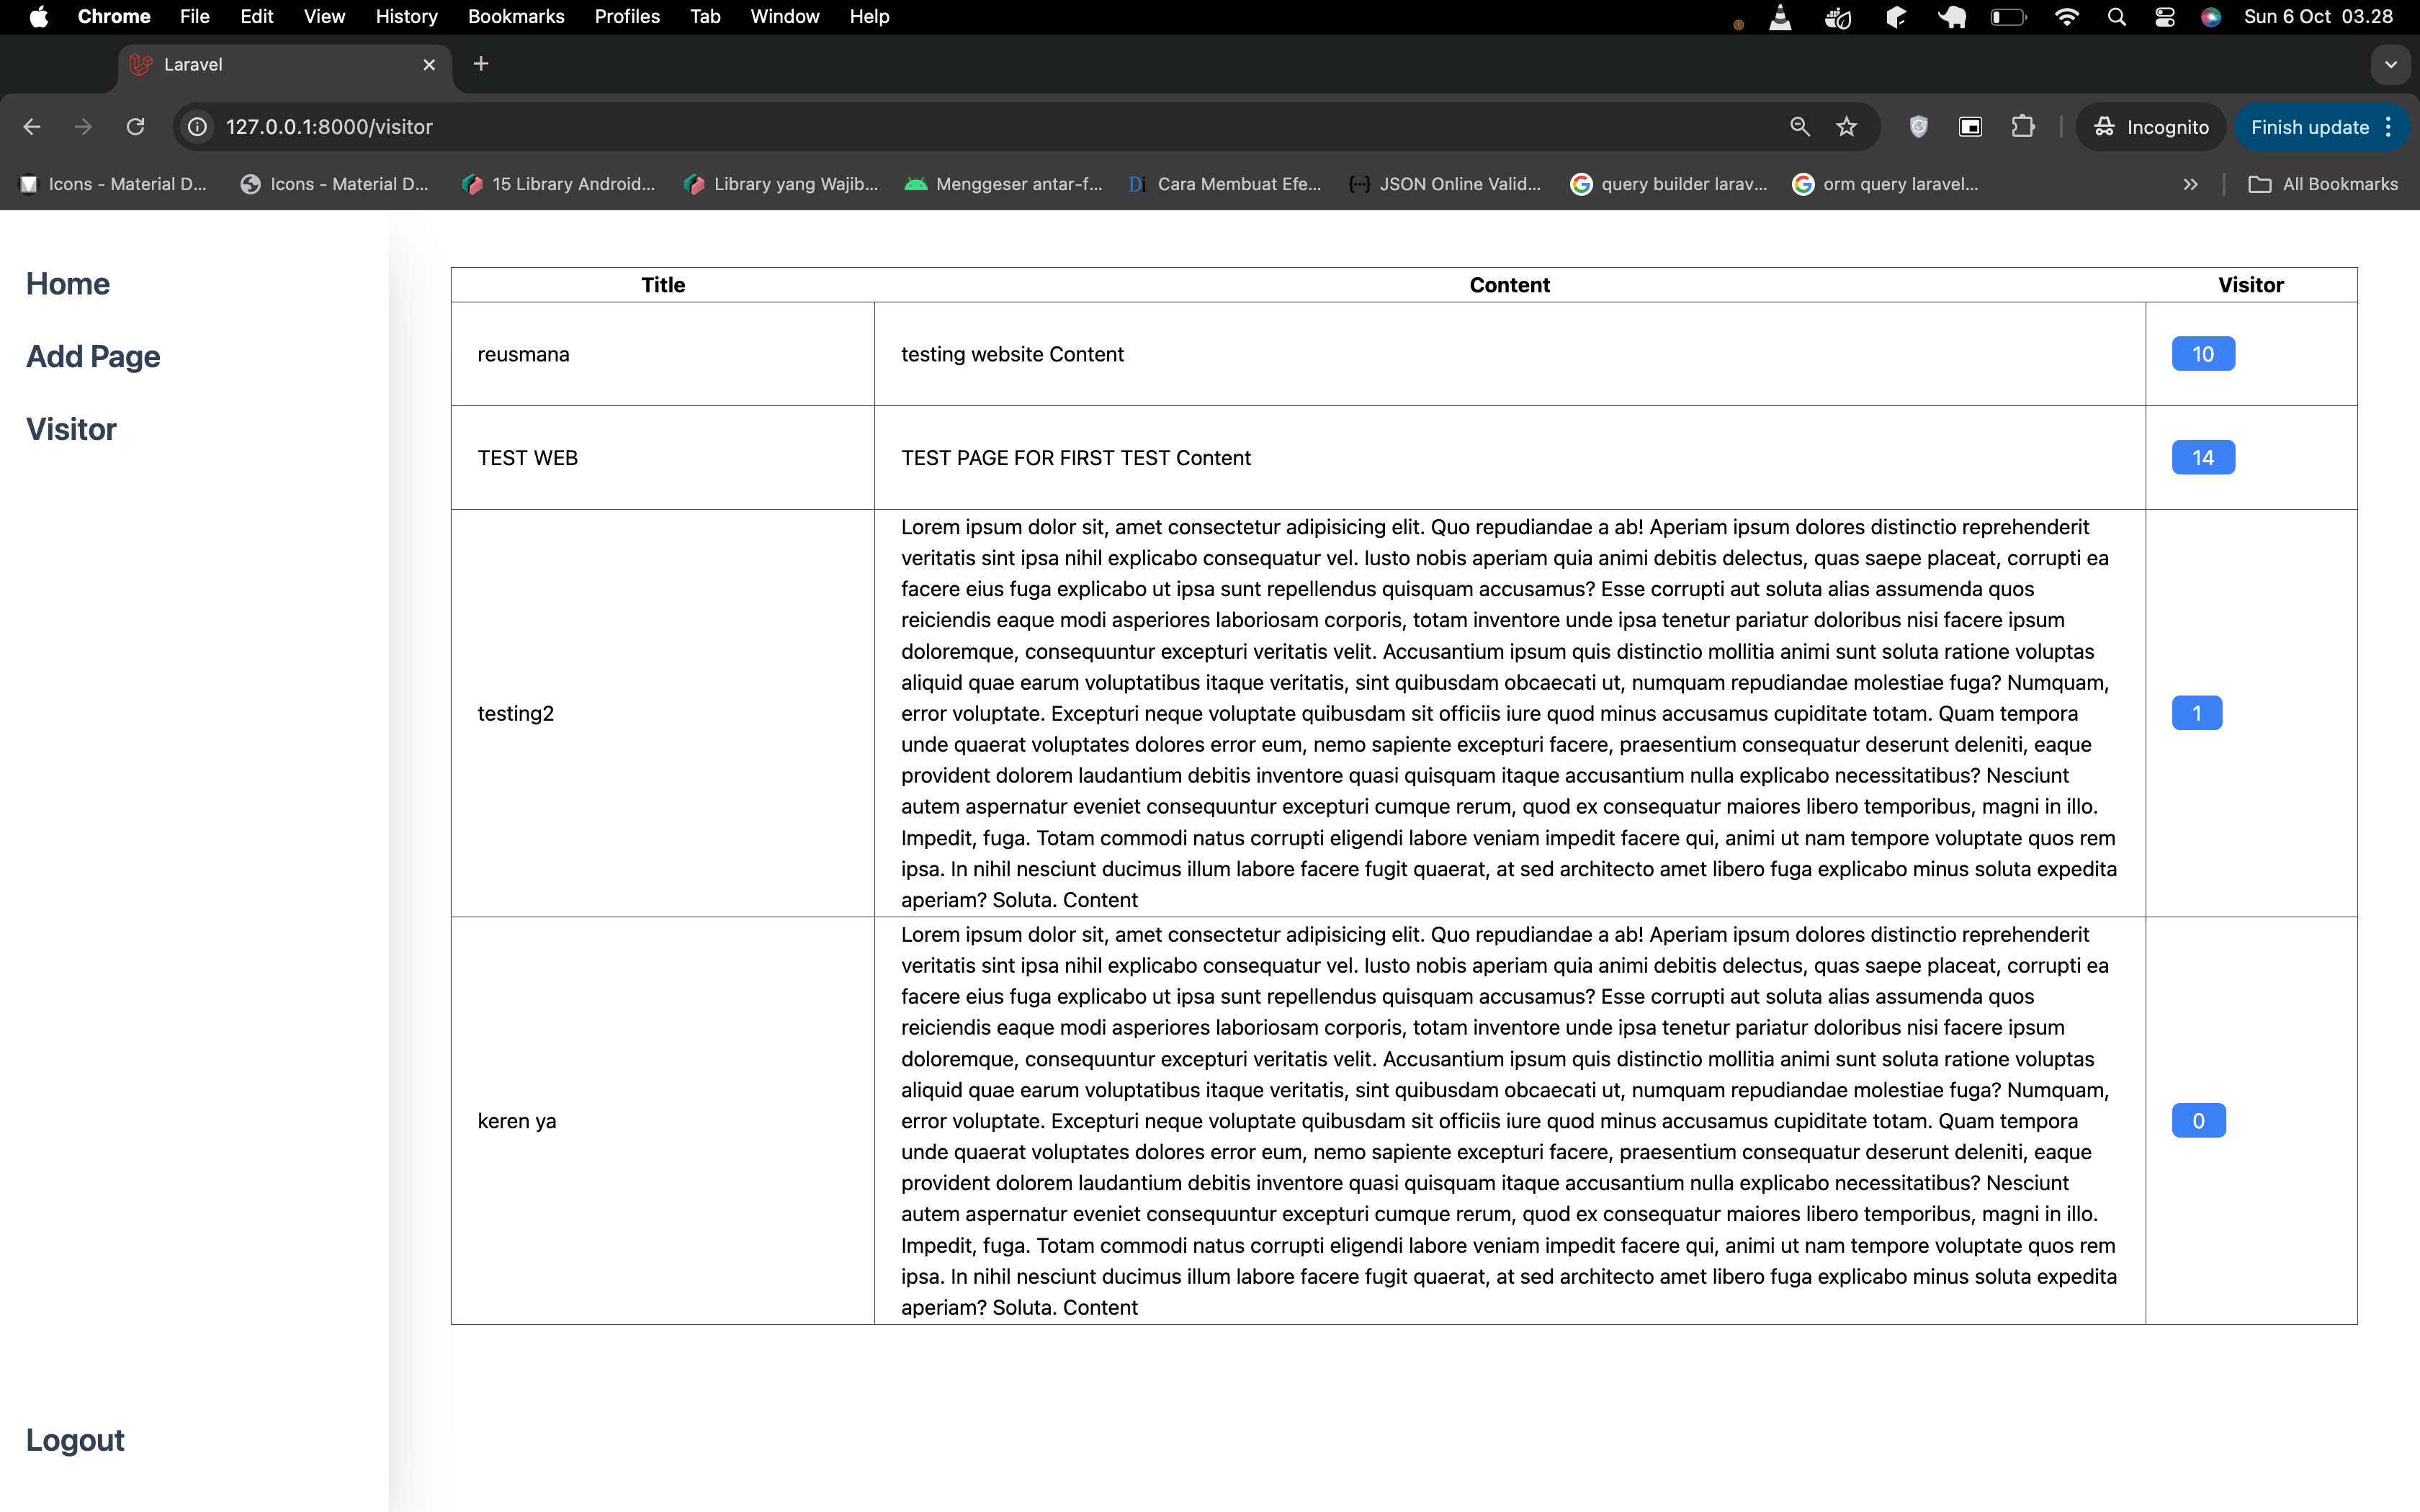 Chrome File Edit View History Bookmarks Profiles Tab Window Help Sun 6 Oct 03.28
Laravel
127.0.0.1:8000/visitor Incognito Finish update
Icons - Material D... Icons - Material D... 15 Library Android... Library yang Wajib... Menggeser antar-f... Di Cara Membuat Efe... JSON Online Valid... query builder larav... orm query laravel... All Bookmarks
Home
Add Page
Visitor
Logout
Title Content Visitor
reusmana testing website Content 10
TEST WEB TEST PAGE FOR FIRST TEST Content 14
testing2
Lorem ipsum dolor sit, amet consectetur adipisicing elit. Quo repudiandae a ab! Aperiam ipsum dolores distinctio reprehenderit
veritatis sint ipsa nihil explicabo consequatur vel. Iusto nobis aperiam quia animi debitis delectus, quas saepe placeat, corrupti ea
facere eius fuga explicabo ut ipsa sunt repellendus quisquam accusamus? Esse corrupti aut soluta alias assumenda quos
reiciendis eaque modi asperiores laboriosam corporis, totam inventore unde ipsa tenetur pariatur doloribus nisi facere ipsum
doloremque, consequuntur excepturi veritatis velit. Accusantium ipsum quis distinctio mollitia animi sunt soluta ratione voluptas
aliquid quae earum voluptatibus itaque veritatis, sint quibusdam obcaecati ut, numquam repudiandae molestiae fuga? Numquam,
error voluptate. Excepturi neque voluptate quibusdam sit officiis iure quod minus accusamus cupiditate totam. Quam tempora
unde quaerat voluptates dolores error eum, nemo sapiente excepturi facere, praesentium consequatur deserunt deleniti, eaque
provident dolorem laudantium debitis inventore quasi quisquam itaque accusantium nulla explicabo necessitatibus? Nesciunt
autem aspernatur eveniet consequuntur excepturi cumque rerum, quod ex consequatur maiores libero temporibus, magni in illo.
Impedit, fuga. Totam commodi natus corrupti eligendi labore veniam impedit facere qui, animi ut nam tempore voluptate quos rem
ipsa. In nihil nesciunt ducimus illum labore facere fugit quaerat, at sed architecto amet libero fuga explicabo minus soluta expedita
aperiam? Soluta. Content
1
keren ya
Lorem ipsum dolor sit, amet consectetur adipisicing elit. Quo repudiandae a ab! Aperiam ipsum dolores distinctio reprehenderit
veritatis sint ipsa nihil explicabo consequatur vel. Iusto nobis aperiam quia animi debitis delectus, quas saepe placeat, corrupti ea
facere eius fuga explicabo ut ipsa sunt repellendus quisquam accusamus? Esse corrupti aut soluta alias assumenda quos
reiciendis eaque modi asperiores laboriosam corporis, totam inventore unde ipsa tenetur pariatur doloribus nisi facere ipsum
doloremque, consequuntur excepturi veritatis velit. Accusantium ipsum quis distinctio mollitia animi sunt soluta ratione voluptas
aliquid quae earum voluptatibus itaque veritatis, sint quibusdam obcaecati ut, numquam repudiandae molestiae fuga? Numquam,
error voluptate. Excepturi neque voluptate quibusdam sit officiis iure quod minus accusamus cupiditate totam. Quam tempora
unde quaerat voluptates dolores error eum, nemo sapiente excepturi facere, praesentium consequatur deserunt deleniti, eaque
provident dolorem laudantium debitis inventore quasi quisquam itaque accusantium nulla explicabo necessitatibus? Nesciunt
autem aspernatur eveniet consequuntur excepturi cumque rerum, quod ex consequatur maiores libero temporibus, magni in illo.
Impedit, fuga. Totam commodi natus corrupti eligendi labore veniam impedit facere qui, animi ut nam tempore voluptate quos rem
ipsa. In nihil nesciunt ducimus illum labore facere fugit quaerat, at sed architecto amet libero fuga explicabo minus soluta expedita
aperiam? Soluta. Content
0